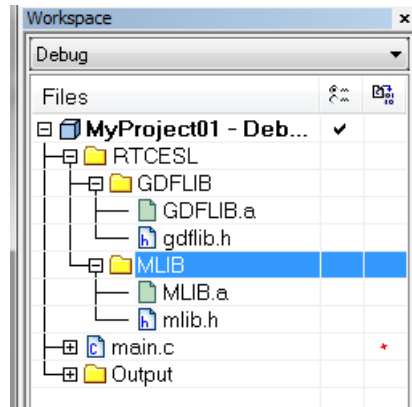 Workspace
Debug
Files
MyProject01 - Deb...
RTCESL
GDFLIB
GDFLIB.a
gdflib.h
MLIB
MLIB.a
mlib.h
main.c
Output